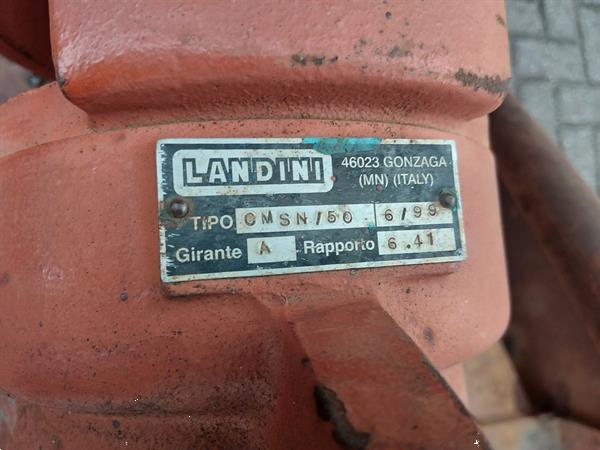 LANDINI
46023 GONZAGA
(MN) (ITALY)
TIPO CMSN/50 6/99
Girante A Rapporto 6.41